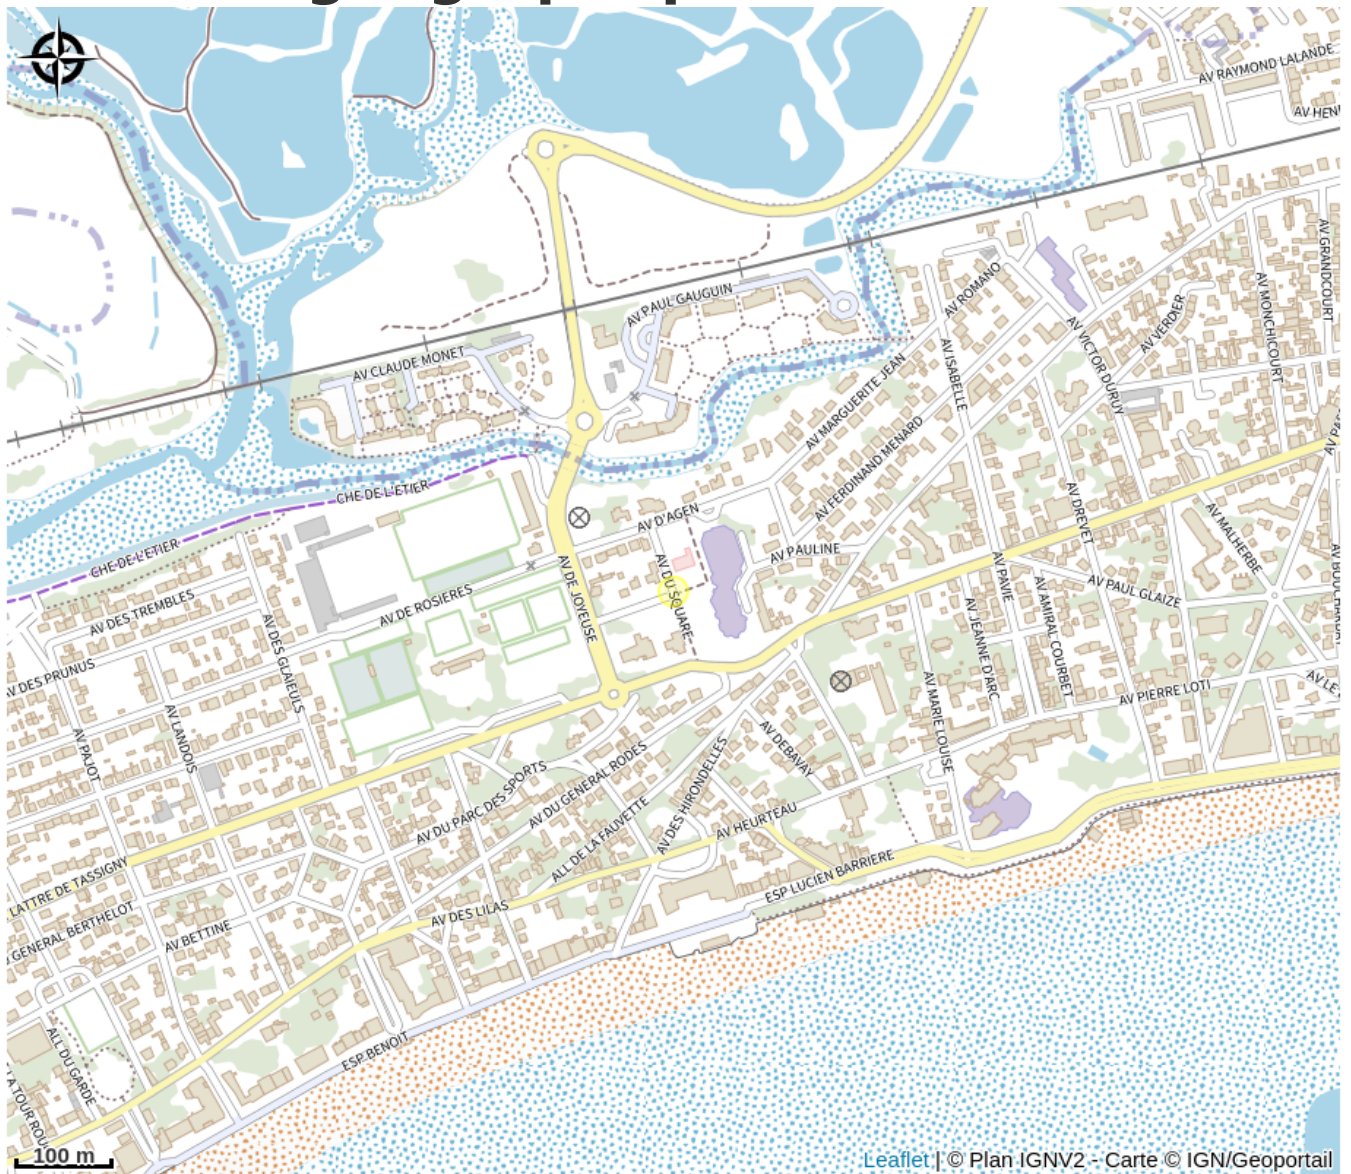 AV RAYMOND LALANDE
AV HEN
AV GRANDCOURT
AV ROMANO
AV PAUL GAUGUIN
AV MONCHICOURT
AV VERDIER
AV VICTOR DURUY
AV ISABELLE
AV CLAUDE MONET
AV MARGUERITE JEAN
AV FERDINAND MENARD
CHE DE L'ETIER
AV D'AGEN
AV DREVET
AV MALHERBE
CHE DE L'ETIER
AV PAULINE
AV DU SQUARE
AV DE JOYEUSE
AV PAVIE
AV PAUL GLAIZE
AV DES TREMBLES
AV DE ROSIERES
AV JEANNE D'ARC
AV AMIRAL COURBET
AV DES GLAIEULS
AV DES PRUNUS
AV MARIE LOUISE
AV PIERRE LOTI
AV LANDOIS
AV PAJOT
AV DEBAVAY
AV DU PARC DES SPORTS
AV DU GENERAL RODES
AV DES HIRONDELLES
ALL DE LA FAUVETTE
AV HEURTEAU
LATTRE DE TASSIGNY
ESP LUCIEN BARRIERE
GENERAL BERTHELOT
AV BETTINE
AV DES LILAS
ESP BENOIT
ALL DU GARDE
100 m
Leaflet | © Plan IGNV2 - Carte © IGN/Geoportail